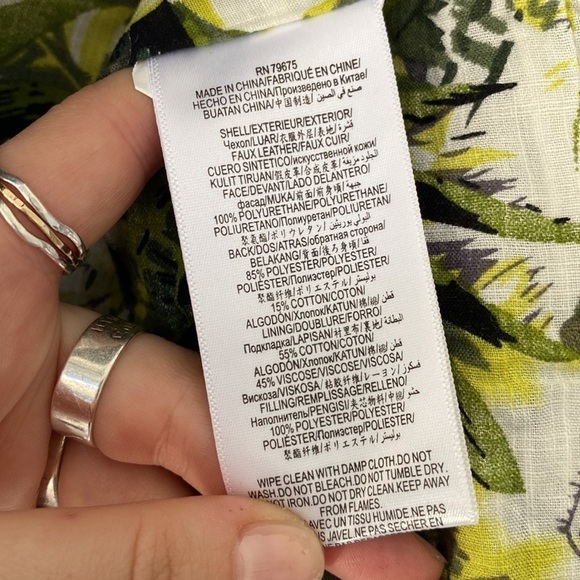 RN 79675
MADE IN CHINA/FABRIQUÉ EN CHINE/
HECHO EN CHINA/Произведено в Китае/
BUATAN CHINA/中国制造/صنع في الصين
SHELL/EXTERIEUR/EXTERIOR/
Чехол/LUAR/衣服外层/表地/قشرة
FAUX LEATHER/FAUX CUIR/
CUERO SINTETICO/искусственной кожи/
KULIT TIRUAN/假皮革/合成皮革/الجلود مزيفة
FACE/DEVANT/LADO DELANTERO/
фасад/MUKA/前面/前身頃/جبهة
100% POLYURETHANE/POLYURETHANE/
POLIURETANO/Полиуретан/POLIURETAN/
聚氨酯/ポリウレタン/البولي يوريثين
BACK/DOS/ATRAS/обратная сторона/
BELAKANG/背面/後ろ身頃/قفا
85% POLYESTER/POLYESTER/
POLIÉSTER/Полиэстер/POLIESTER/
聚酯纤维/ポリエステル/بوليستر
15% COTTON/COTON/
ALGODÓN/Хлопок/KATUN/棉/綿/قطن
LINING/DOUBLURE/FORRO/
Подкладка/LAPISAN/衬里布/裏地/البطانة
55% COTTON/COTON/
ALGODÓN/Хлопок/KATUN/棉/綿/قطن
45% VISCOSE/VISCOSE/VISCOSA/
Вискоза/VISKOSA/粘胶纤维/レーヨン/فسكوز
FILLING/REMPLISSAGE/RELLENO/
Наполнитель/PENGISI/夹芯物料/中材/حشو
100% POLYESTER/POLYESTER/
POLIÉSTER/Полиэстер/POLIESTER/
聚酯纤维/ポリエステル/بوليستر
WIPE CLEAN WITH DAMP CLOTH.DO NOT
WASH.DO NOT BLEACH.DO NOT TUMBLE DRY.
NOT IRON.DO NOT DRY CLEAN.KEEP AWAY
FROM FLAMES.
AVEC UN TISSU HUMIDE.NE PAS
NE PAS SECHER EN